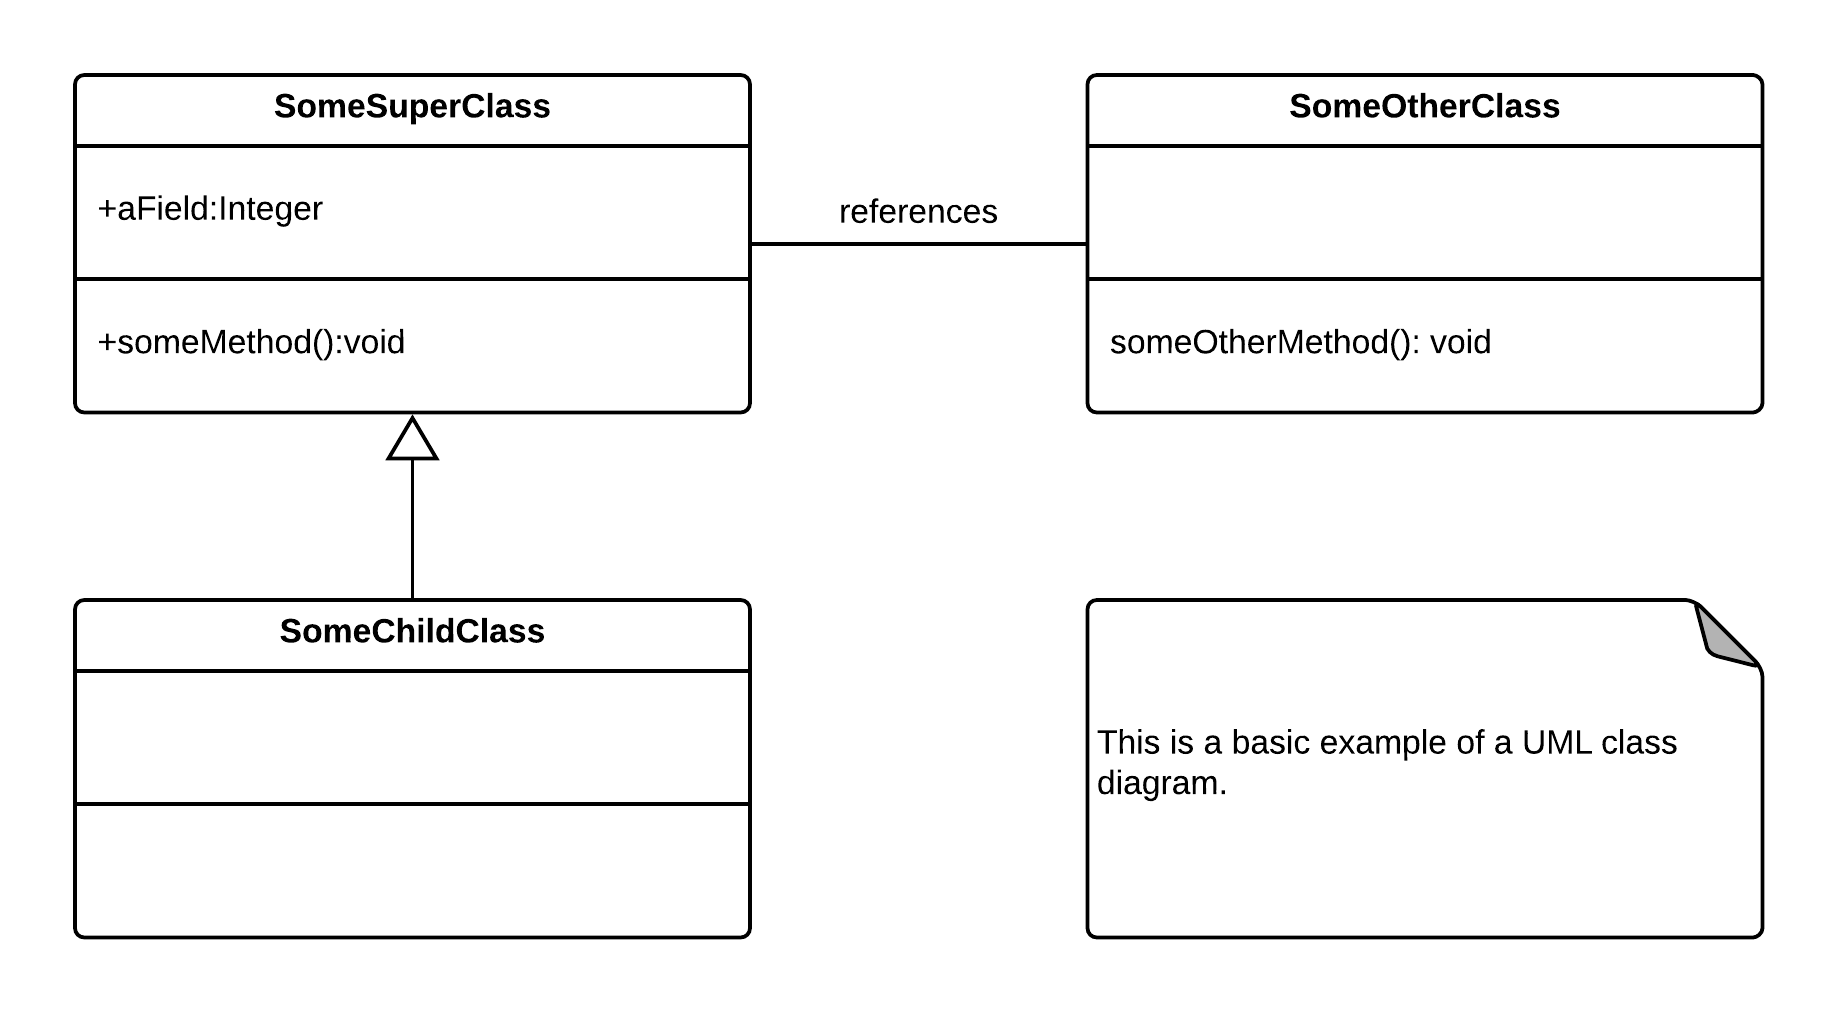 SomeSuperClass
+aField:Integer
+someMethod():void
references
SomeOtherClass
someOtherMethod(): void
SomeChildClass
This is a basic example of a UML class
diagram.